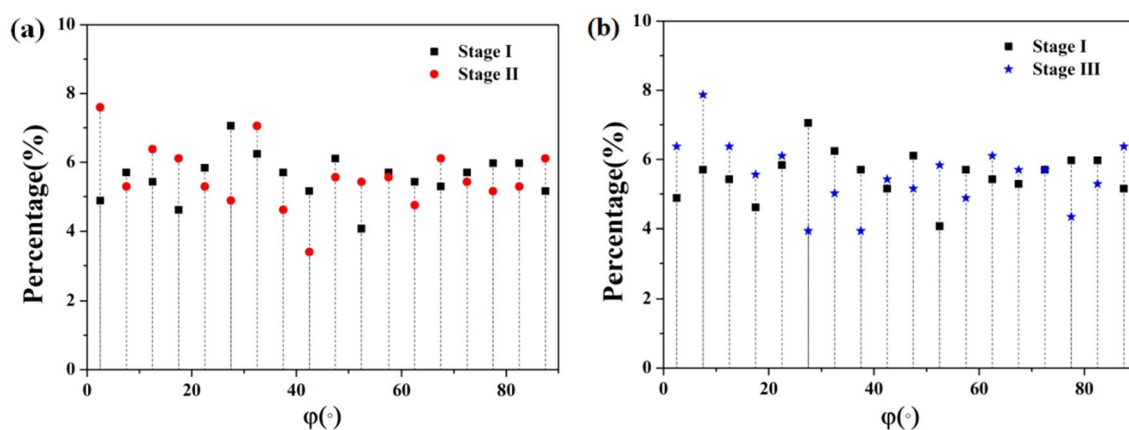 (a)
10
8
6
4
2
0
Percentage(%)
Stage I
Stage II
0 20 40 60 80
φ(◦)
(b)
10
8
6
4
2
0
Percentage(%)
Stage I
Stage III
0 20 40 60 80
φ(◦)